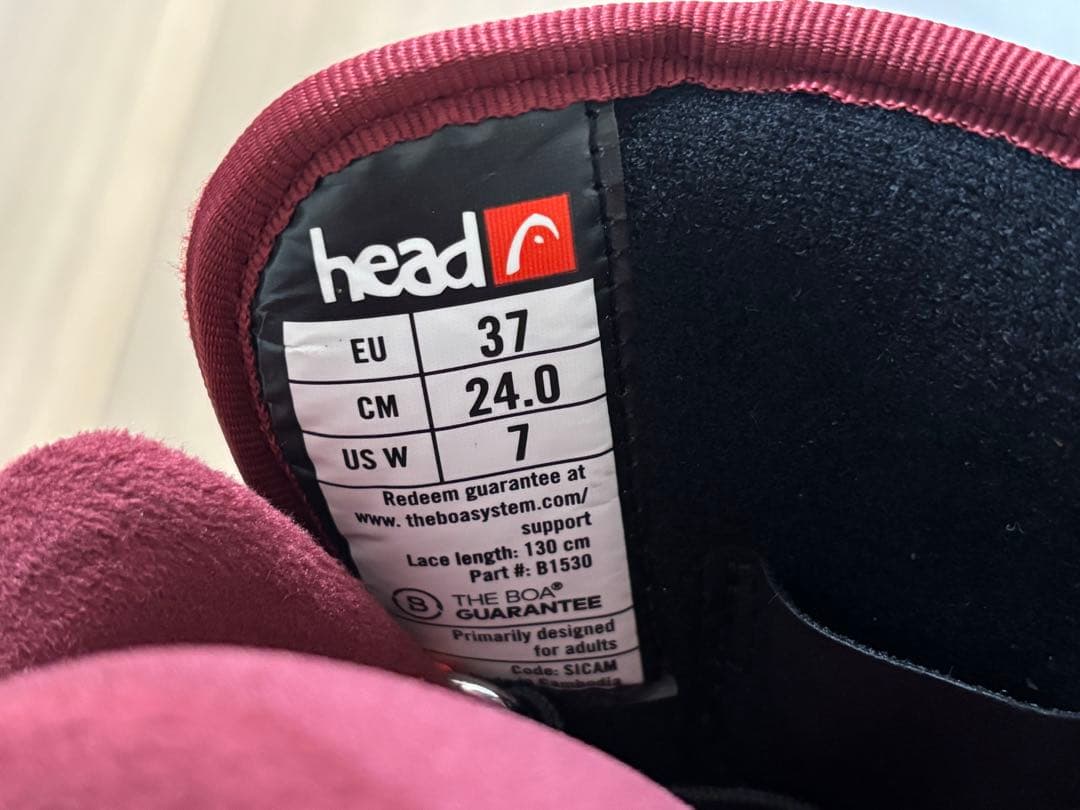 head
EU 37
CM 24.0
US W 7
Redeem guarantee at
www. theboasystem.com/
support
Lace length: 130 cm
Part #: B1530
B THE BOA®
GUARANTEE
Primarily designed
for adults
Code: SICAM
Cambodia